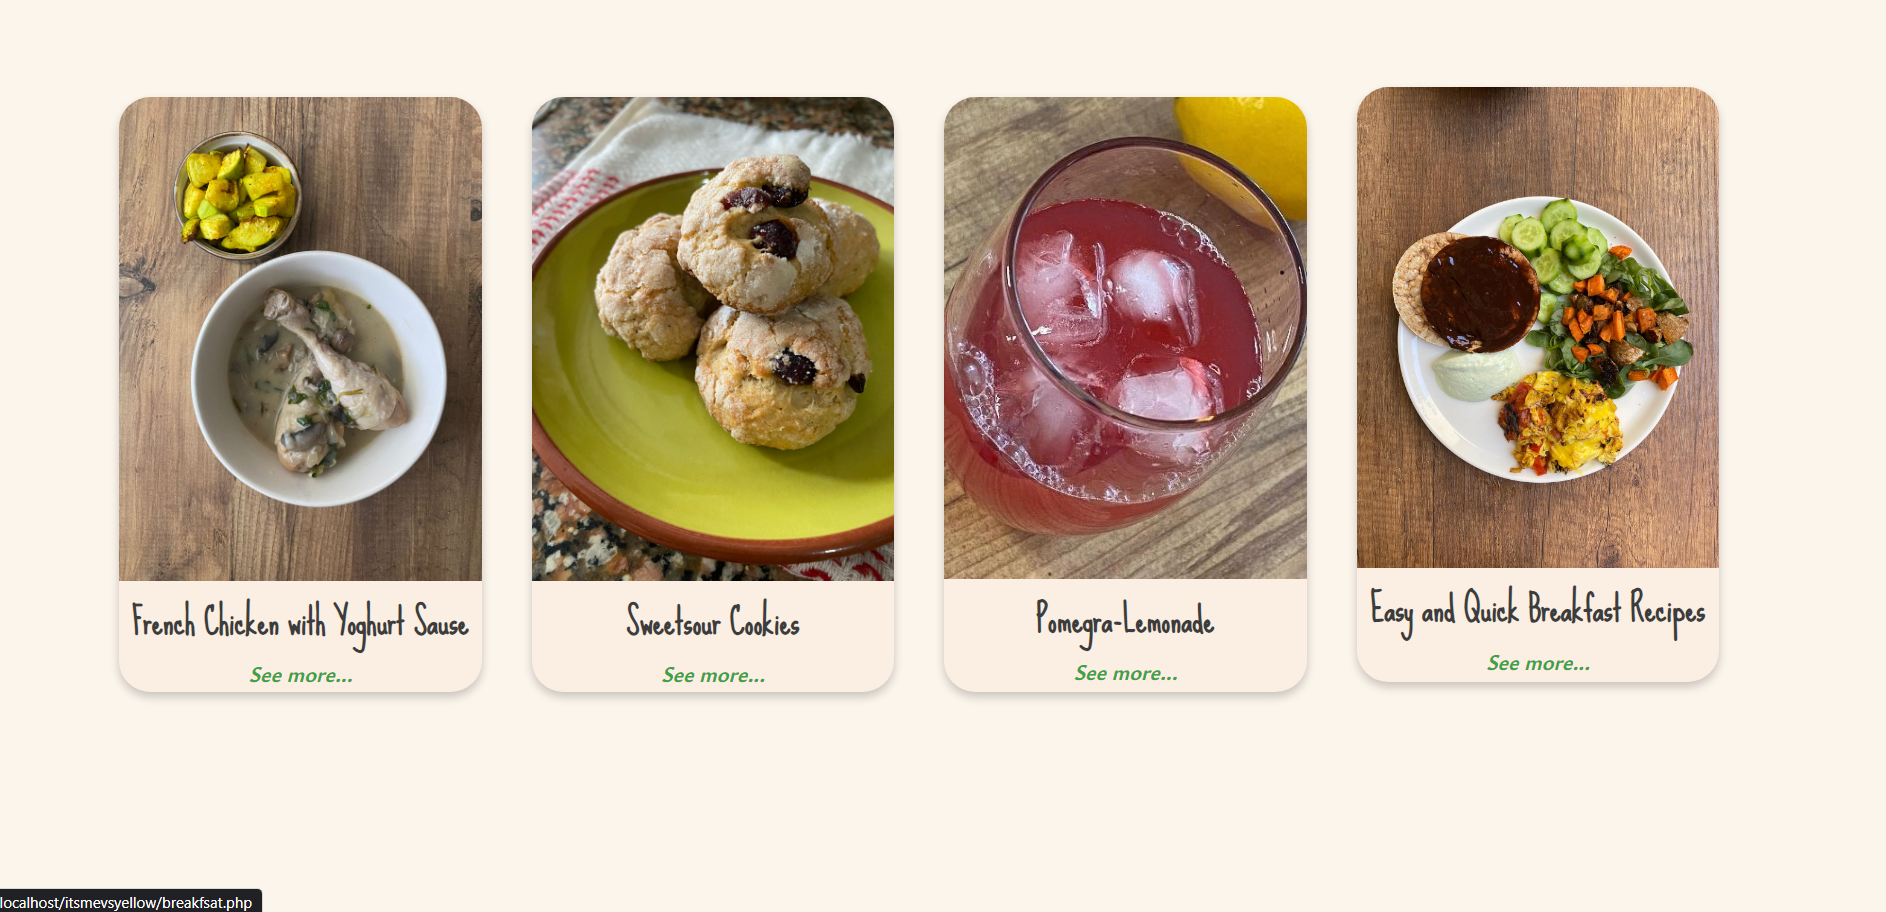 French Chicken with Yoghurt Sause
See more...
Sweetsour Cookies
See more...
Pomegra-Lemonade
See more...
Easy and Quick Breakfast Recipes
See more...
localhost/itsmevsyellow/breakfsat.php